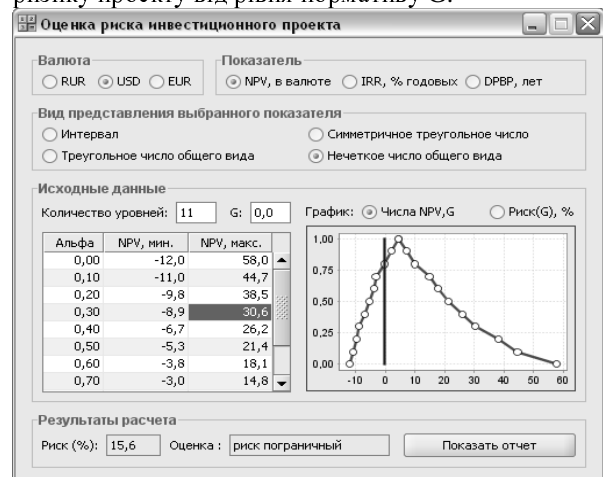 ризику проекту від рівня нормативу G.
Оценка риска инвестиционного проекта
Валюта
Показатель
RUR USD EUR
NPV, в валюте IRR, % годовых DPBP, лет
Вид представления выбранного показателя
Интервал
Симметричное треугольное число
Треугольное число общего вида
Нечеткое число общего вида
Исходные данные
Количество уровней: 11 G: 0,0
График: Числа NPV,G Риск(G), %
Альфа NPV, мин. NPV, макс.
0,00 -12,0 58,0
0,10 -11,0 44,7
0,20 -9,8 38,5
0,30 -8,9 30,6
0,40 -6,7 26,2
0,50 -5,3 21,4
0,60 -3,8 18,1
0,70 -3,0 14,8
1,00
0,75
0,50
0,25
0,00
-10 0 10 20 30 40 50 60
Результаты расчета
Риск (%): 15,6 Оценка : риск пограничный Показать отчет